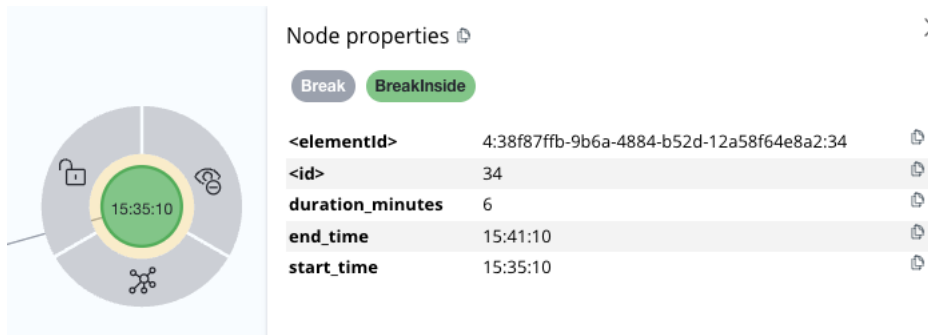 Node properties
Break BreakInside
15:35:10
<elementId> 4:38f87ffb-9b6a-4884-b52d-12a58f64e8a2:34
<id> 34
duration_minutes 6
end_time 15:41:10
start_time 15:35:10